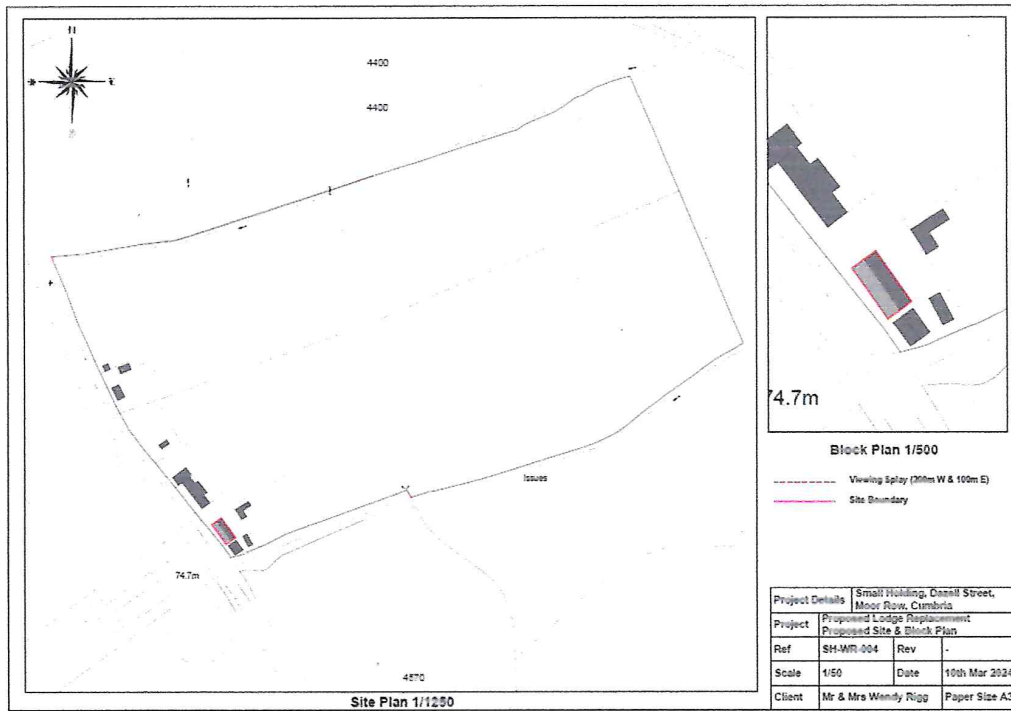 4400
4400
E
Issues
74.7m
4570
Site Plan 1/1250
74.7m
Block Plan 1/500
Viewing Splay (200m W & 100m E)
Site Boundary
Project Details Small Holding, Dazell Street,
Moor Row, Cumbria
Project Proposed Lodge Replacement
Proposed Site & Block Plan
Ref SH-WR-004 Rev -
Scale 1/50 Date 10th Mar 2024
Client Mr & Mrs Wendy Rigg Paper Size A3